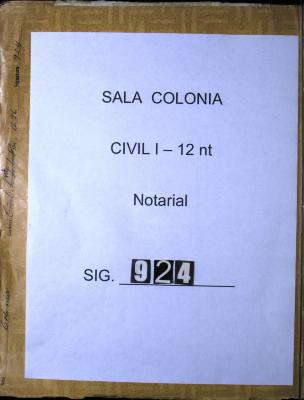 SALA COLONIA
CIVIL I – 12 nt
Notarial
SIG. 924